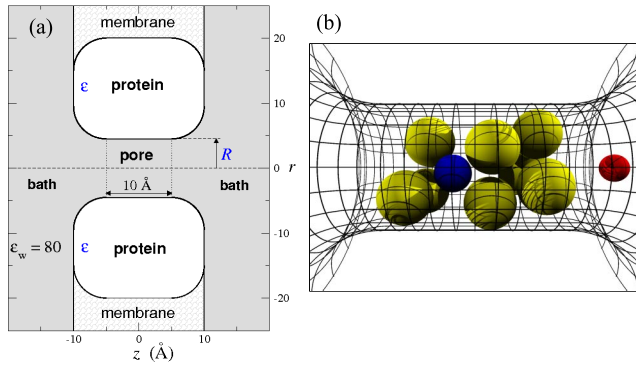 (a)
membrane
ε
protein
pore
R
bath
bath
10 Å
ε_w = 80
ε
protein
membrane
20
10
0
r
-10
-20
-10
0
10
z (Å)
(b)